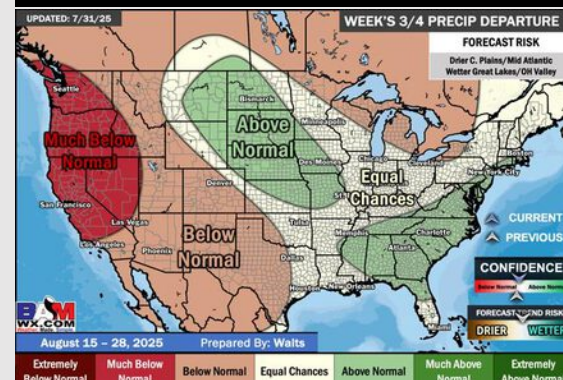 UPDATED: 7/31/25
WEEK'S 3/4 PRECIP DEPARTURE
FORECAST RISK
Drier C. Plains/Mid Atlantic
Wetter Great Lakes/OH Valley
Seattle
Bismarck
Much Below
Normal
Above
Normal
Minneapolis
Boston
Des Moines
Chicago
Cleveland
New York City
Denver
Equal
Chances
St.
San Francisco
Las Vegas
CURRENT
Los Angeles
Below
Normal
Tulsa
Memphis
Charlotte
PREVIOUS
Phoenix
Atlanta
Dallas
CONFIDENCE
Below Normal
Above Normal
Houston
New Orleans
FORECAST TREND RISK
DRIER
WETTER
Miami
BAM
WX.COM
August 15 – 28, 2025
Prepared By: Walts
Extremely
Below Normal
Much Below
Normal
Below Normal
Equal Chances
Above Normal
Much Above
Normal
Extremely
Above Normal